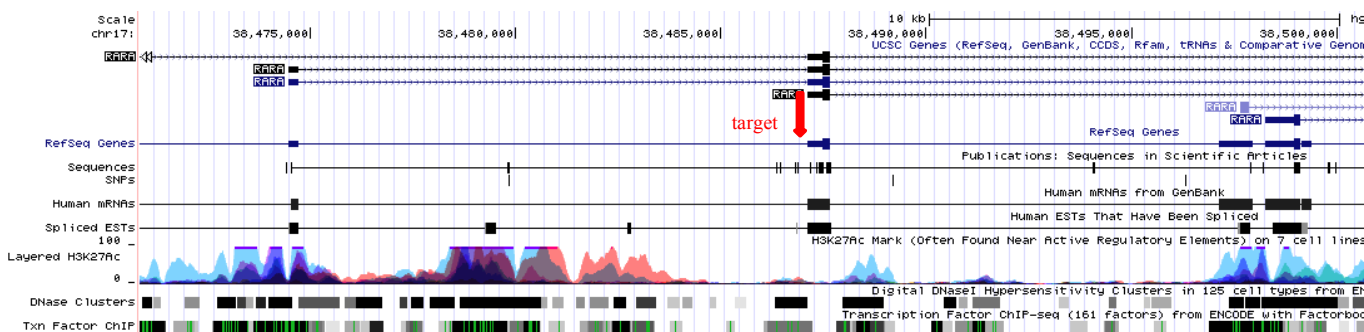 Scale 10 kb hg
chr17: 38,475,000 38,480,000 38,485,000 38,490,000 38,495,000 38,500,000
UCSC Genes (RefSeq, GenBank, CCDS, Rfam, tRNAs & Comparative Genom
RARA
RARA
RARA
RARA
RARA
RARA
target
RefSeq Genes
RefSeq Genes
Publications: Sequences in Scientific Articles
Sequences
SNPs
Human mRNAs from GenBank
Human mRNAs
Human ESTs That Have Been Spliced
Spliced ESTs
H3K27Ac Mark (Often Found Near Active Regulatory Elements) on 7 cell lines
100 _
Layered H3K27Ac
0 _
Digital DNaseI Hypersensitivity Clusters in 125 cell types from EN
DNase Clusters
Transcription Factor ChIP-seq (161 factors) from ENCODE with Factorboo
Txn Factor ChIP